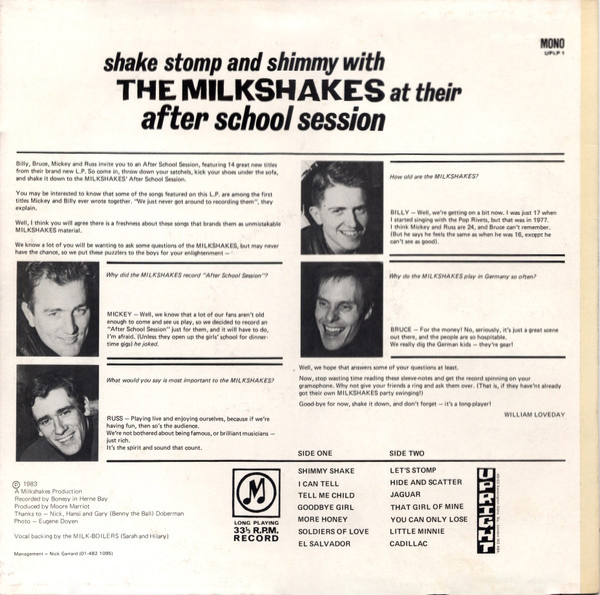 shake stomp and shimmy with
THE MILKSHAKES at their
after school session
MONO
UPLP 1
Billy, Bruce, Mickey and Russ invite you to an After School Session, featuring 14 great new titles
from their brand new L.P. So come in, throw down your satchels, kick your shoes under the sofa,
and shake it down to the MILKSHAKES' After School Session.
You may be interested to know that some of the songs featured on this L.P. are among the first
titles Mickey and Billy ever wrote together. "We just never got around to recording them", they
explain.
Well, I think you will agree there is a freshness about these songs that brands them as unmistakable
MILKSHAKES material.
We know a lot of you will be wanting to ask some questions of the MILKSHAKES, but may never
have the chance, so we put these puzzlers to the boys for your enlightenment —
Why did the MILKSHAKES record "After School Session"?
MICKEY — Well, we know that a lot of our fans aren't old
enough to come and see us play, so we decided to record an
"After School Session" just for them, and it will have to do,
I'm afraid. (Unless they open up the girls' school for dinner-
time gigs) he joked.
What would you say is most important to the MILKSHAKES?
RUSS — Playing live and enjoying ourselves, because if we're
having fun, then so's the audience.
We're not bothered about being famous, or brilliant musicians —
just rich.
It's the spirit and sound that count.
How old are the MILKSHAKES?
BILLY — Well, we're getting on a bit now. I was just 17 when
I started singing with the Pop Rivets, but that was in 1977.
I think Mickey and Russ are 24, and Bruce can't remember.
(But he says he feels the same as when he was 16, except he
can't see as good).
Why do the MILKSHAKES play in Germany so often?
BRUCE — For the money! No, seriously, it's just a great scene
out there, and the people are so hospitable.
We really dig the German kids — they're gear!
Well, we hope that answers some of your questions at least.
Now, stop wasting time reading these sleeve-notes and get the record spinning on your
gramophone. Why not give your friends a ring and ask them over. (That is, if they have'nt already
got their own MILKSHAKES party swinging!)
Good-bye for now, shake it down, and don't forget — it's a long-player!
WILLIAM LOVEDAY
SIDE ONE
SHIMMY SHAKE
I CAN TELL
TELL ME CHILD
GOODBYE GIRL
MORE HONEY
SOLDIERS OF LOVE
EL SALVADOR
SIDE TWO
LET'S STOMP
HIDE AND SCATTER
JAGUAR
THAT GIRL OF MINE
YOU CAN ONLY LOSE
LITTLE MINNIE
CADILLAC
Ⓟ 1983
A Milkshakes Production
Recorded by Bonesy in Herne Bay
Produced by Moore Marriot
Thanks to — Nick, Hansi and Gary (Benny the Ball) Doberman
Photo — Eugene Doyen
Vocal backing by the MILK-BOILERS (Sarah and Hilary)
Management — Nick Garrard (01-482 1095)
M
LONG PLAYING
33⅓ R.P.M.
RECORD
UPRIGHT